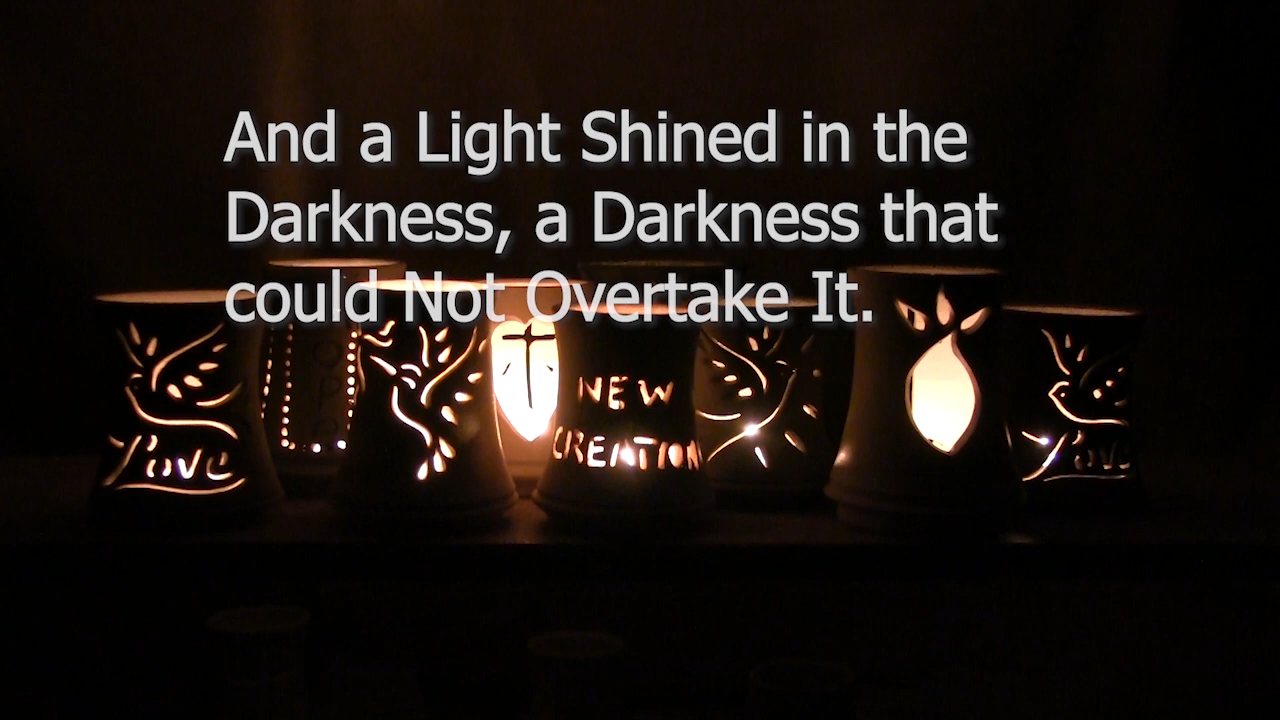 And a Light Shined in the
Darkness, a Darkness that
could Not Overtake It.
NEW
CREATION
Love
Love